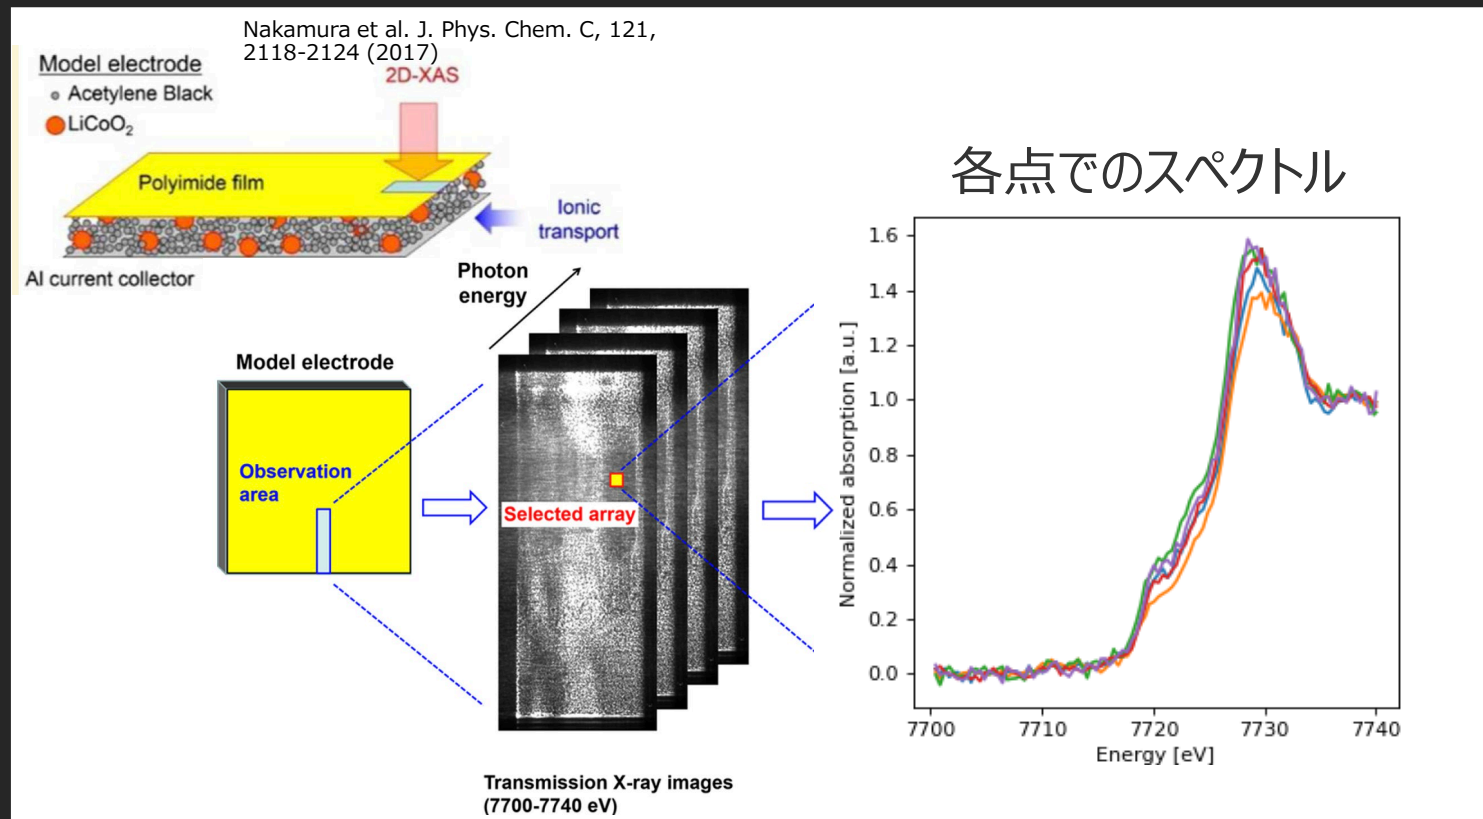 Nakamura et al. J. Phys. Chem. C, 121,
2118-2124 (2017)
Model electrode
Acetylene Black
LiCoO₂
2D-XAS
Polyimide film
Ionic
transport
Al current collector
Photon
energy
Model electrode
Observation
area
Selected array
Transmission X-ray images
(7700-7740 eV)
各点でのスペクトル
Normalized absorption [a.u.]
1.6
1.4
1.2
1.0
0.8
0.6
0.4
0.2
0.0
7700 7710 7720 7730 7740
Energy [eV]